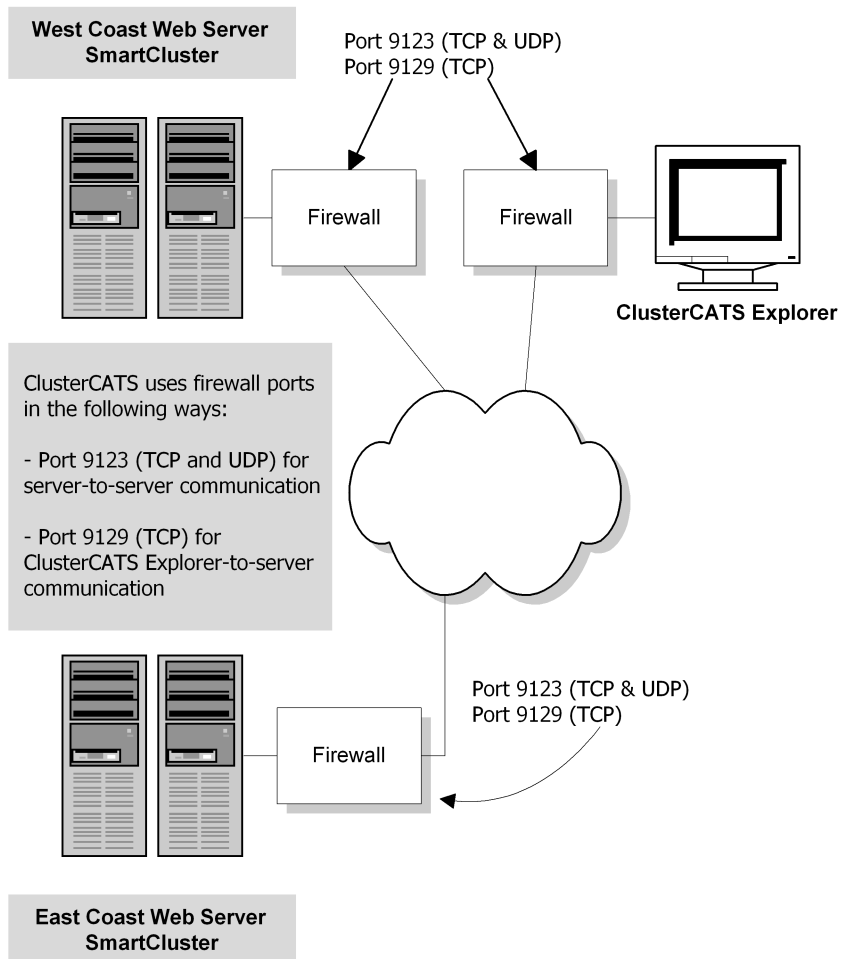 West Coast Web Server
SmartCluster
Port 9123 (TCP & UDP)
Port 9129 (TCP)
Firewall
Firewall
ClusterCATS Explorer
ClusterCATS uses firewall ports
in the following ways:
- Port 9123 (TCP and UDP) for
server-to-server communication
- Port 9129 (TCP) for
ClusterCATS Explorer-to-server
communication
Port 9123 (TCP & UDP)
Port 9129 (TCP)
Firewall
East Coast Web Server
SmartCluster